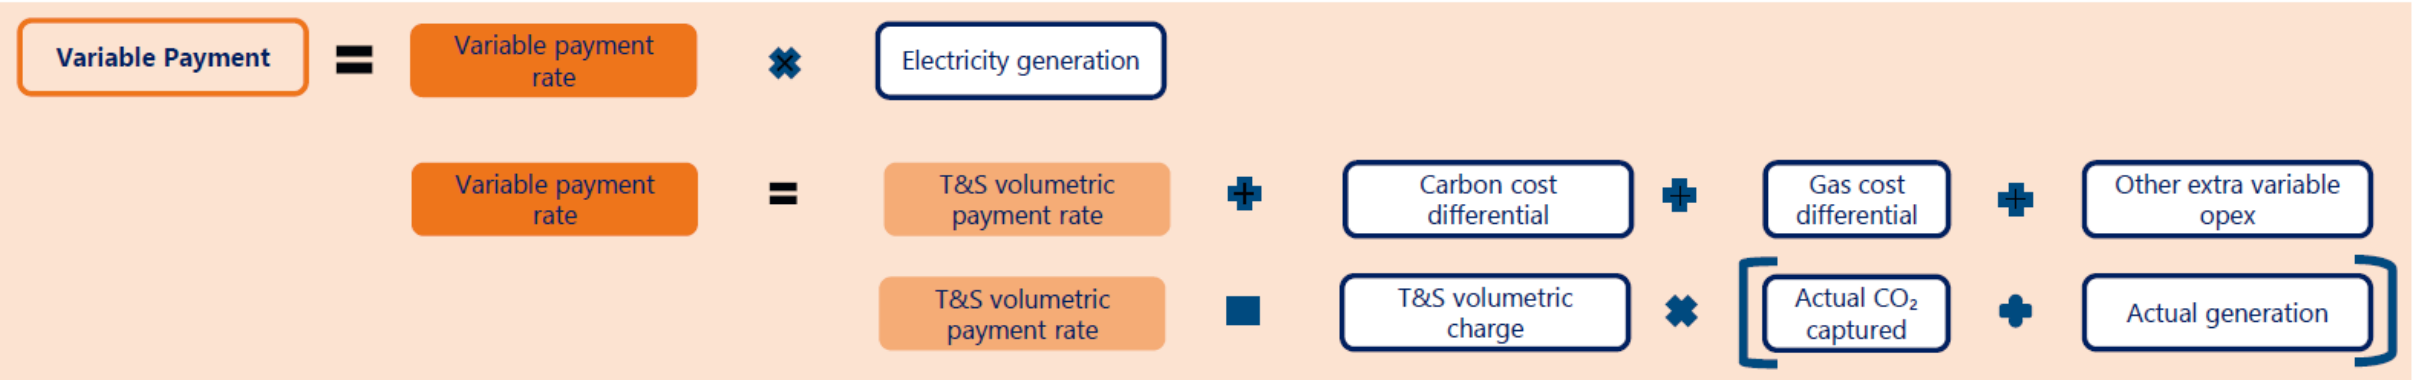 Variable Payment = Variable payment rate × Electricity generation
Variable payment rate = T&S volumetric payment rate + Carbon cost differential + Gas cost differential + Other extra variable opex
T&S volumetric payment rate T&S volumetric charge × [ Actual CO₂ captured Actual generation ]